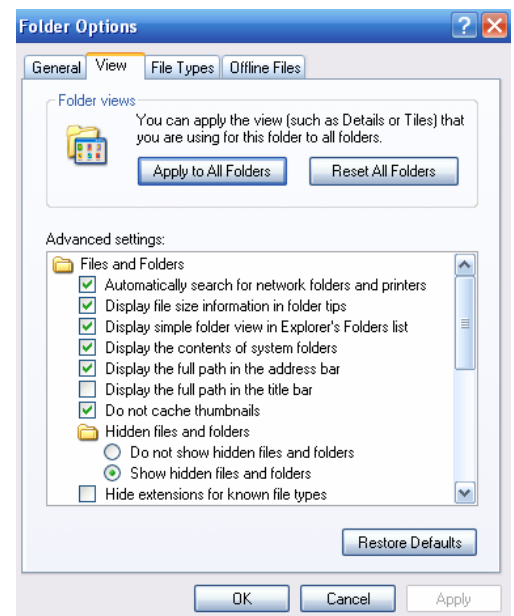 Folder Options
General View File Types Offline Files
Folder views
You can apply the view (such as Details or Tiles) that
you are using for this folder to all folders.
Apply to All Folders Reset All Folders
Advanced settings:
Files and Folders
Automatically search for network folders and printers
Display file size information in folder tips
Display simple folder view in Explorer's Folders list
Display the contents of system folders
Display the full path in the address bar
Display the full path in the title bar
Do not cache thumbnails
Hidden files and folders
Do not show hidden files and folders
Show hidden files and folders
Hide extensions for known file types
Restore Defaults
OK Cancel Apply